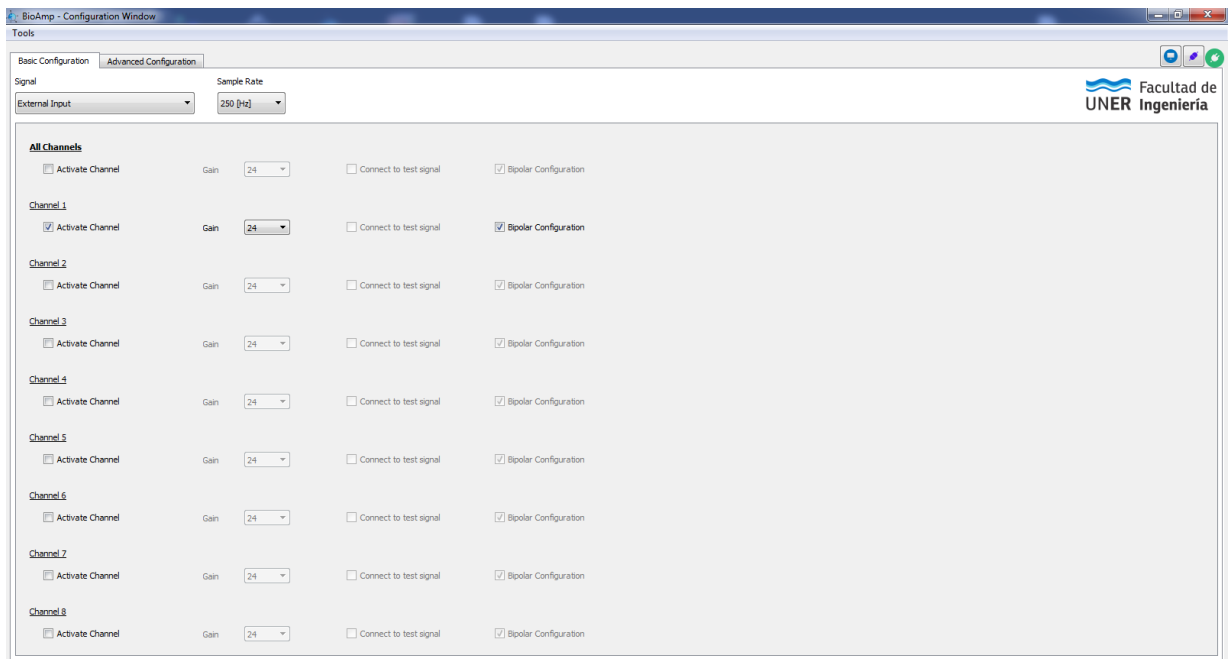 BioAmp - Configuration Window
Tools
Basic Configuration Advanced Configuration
Signal Sample Rate
External Input 250 [Hz]
Facultad de
UNER Ingeniería
All Channels
Activate Channel Gain 24 Connect to test signal Bipolar Configuration
Channel 1
Activate Channel Gain 24 Connect to test signal Bipolar Configuration
Channel 2
Activate Channel Gain 24 Connect to test signal Bipolar Configuration
Channel 3
Activate Channel Gain 24 Connect to test signal Bipolar Configuration
Channel 4
Activate Channel Gain 24 Connect to test signal Bipolar Configuration
Channel 5
Activate Channel Gain 24 Connect to test signal Bipolar Configuration
Channel 6
Activate Channel Gain 24 Connect to test signal Bipolar Configuration
Channel 7
Activate Channel Gain 24 Connect to test signal Bipolar Configuration
Channel 8
Activate Channel Gain 24 Connect to test signal Bipolar Configuration